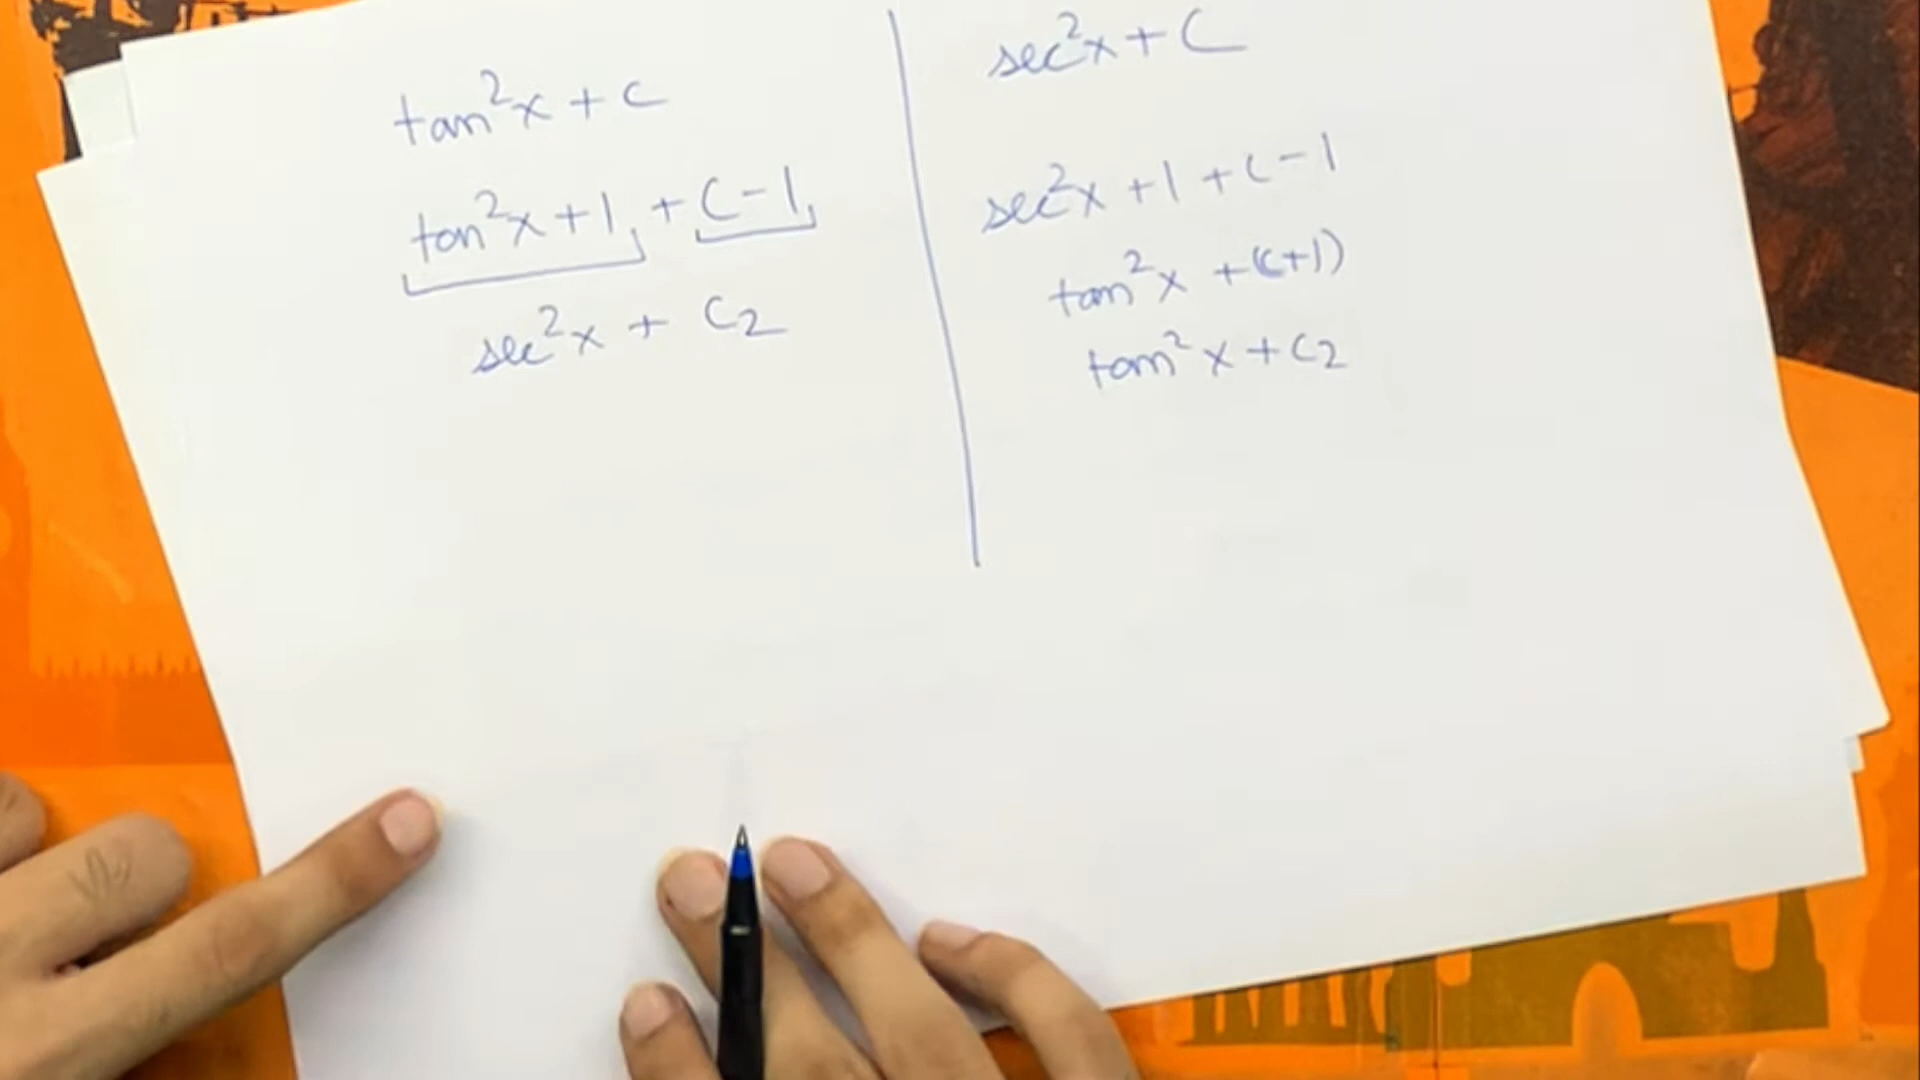 tan²x + c
tan²x + 1 + C - 1
sec²x + C₂
sec²x + C
sec²x + 1 + C - 1
tan²x + (C+1)
tan²x + C₂